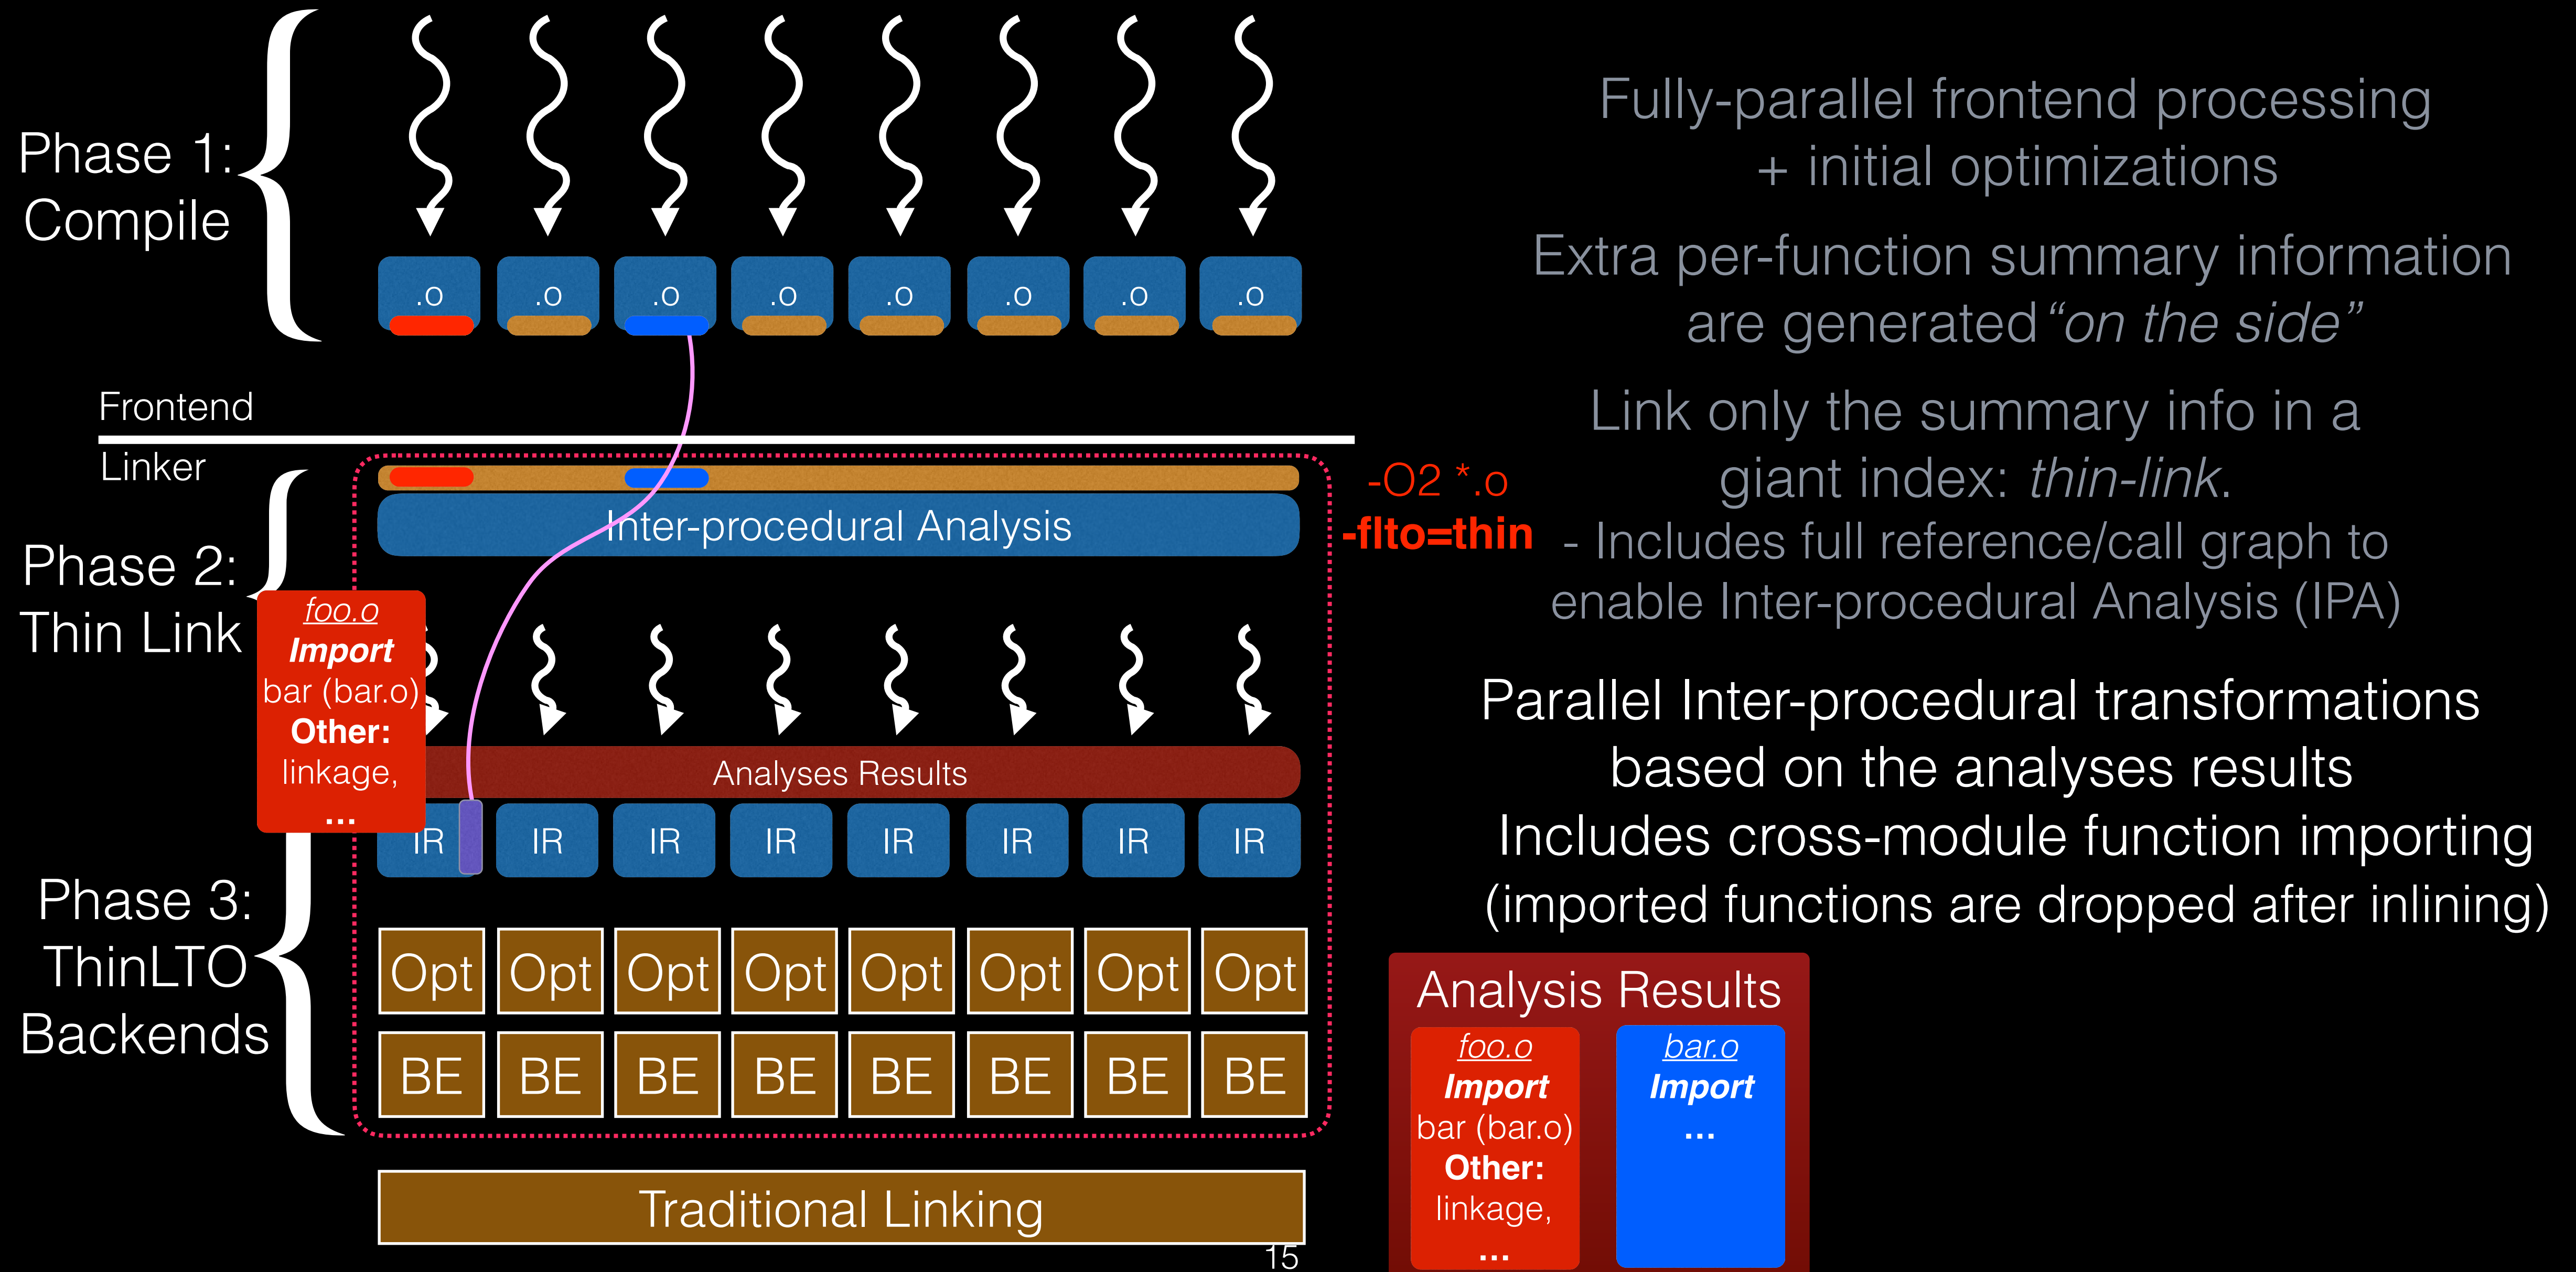 Phase 1:
Compile
.o .o .o .o .o .o .o .o
Fully-parallel frontend processing
+ initial optimizations
Extra per-function summary information
are generated “on the side”
Frontend
Linker
Link only the summary info in a
giant index: thin-link.
- Includes full reference/call graph to
enable Inter-procedural Analysis (IPA)
-O2 *.o
-flto=thin
Phase 2:
Thin Link
Inter-procedural Analysis
foo.o
Import
bar (bar.o)
Other:
linkage,
...
Analyses Results
IR IR IR IR IR IR IR IR
Parallel Inter-procedural transformations
based on the analyses results
Includes cross-module function importing
(imported functions are dropped after inlining)
Phase 3:
ThinLTO
Backends
Opt Opt Opt Opt Opt Opt Opt Opt
BE BE BE BE BE BE BE BE
Traditional Linking
Analysis Results
foo.o
Import
bar (bar.o)
Other:
linkage,
...
bar.o
Import
...
15